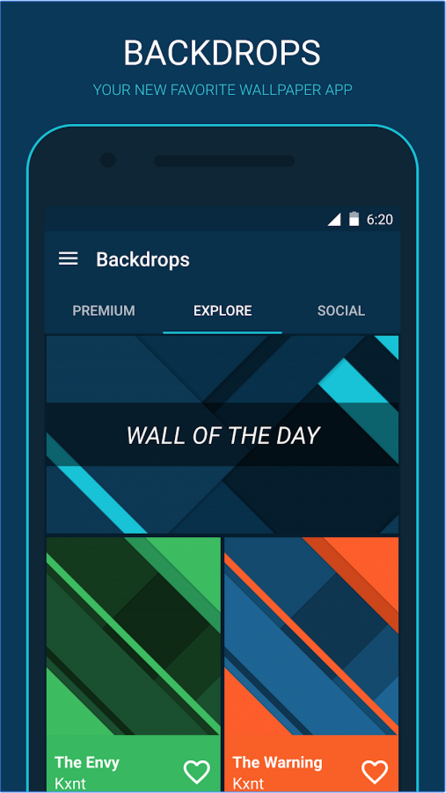 BACKDROPS
YOUR NEW FAVORITE WALLPAPER APP
6:20
Backdrops
PREMIUM EXPLORE SOCIAL
WALL OF THE DAY
The Envy The Warning
Kxnt Kxnt